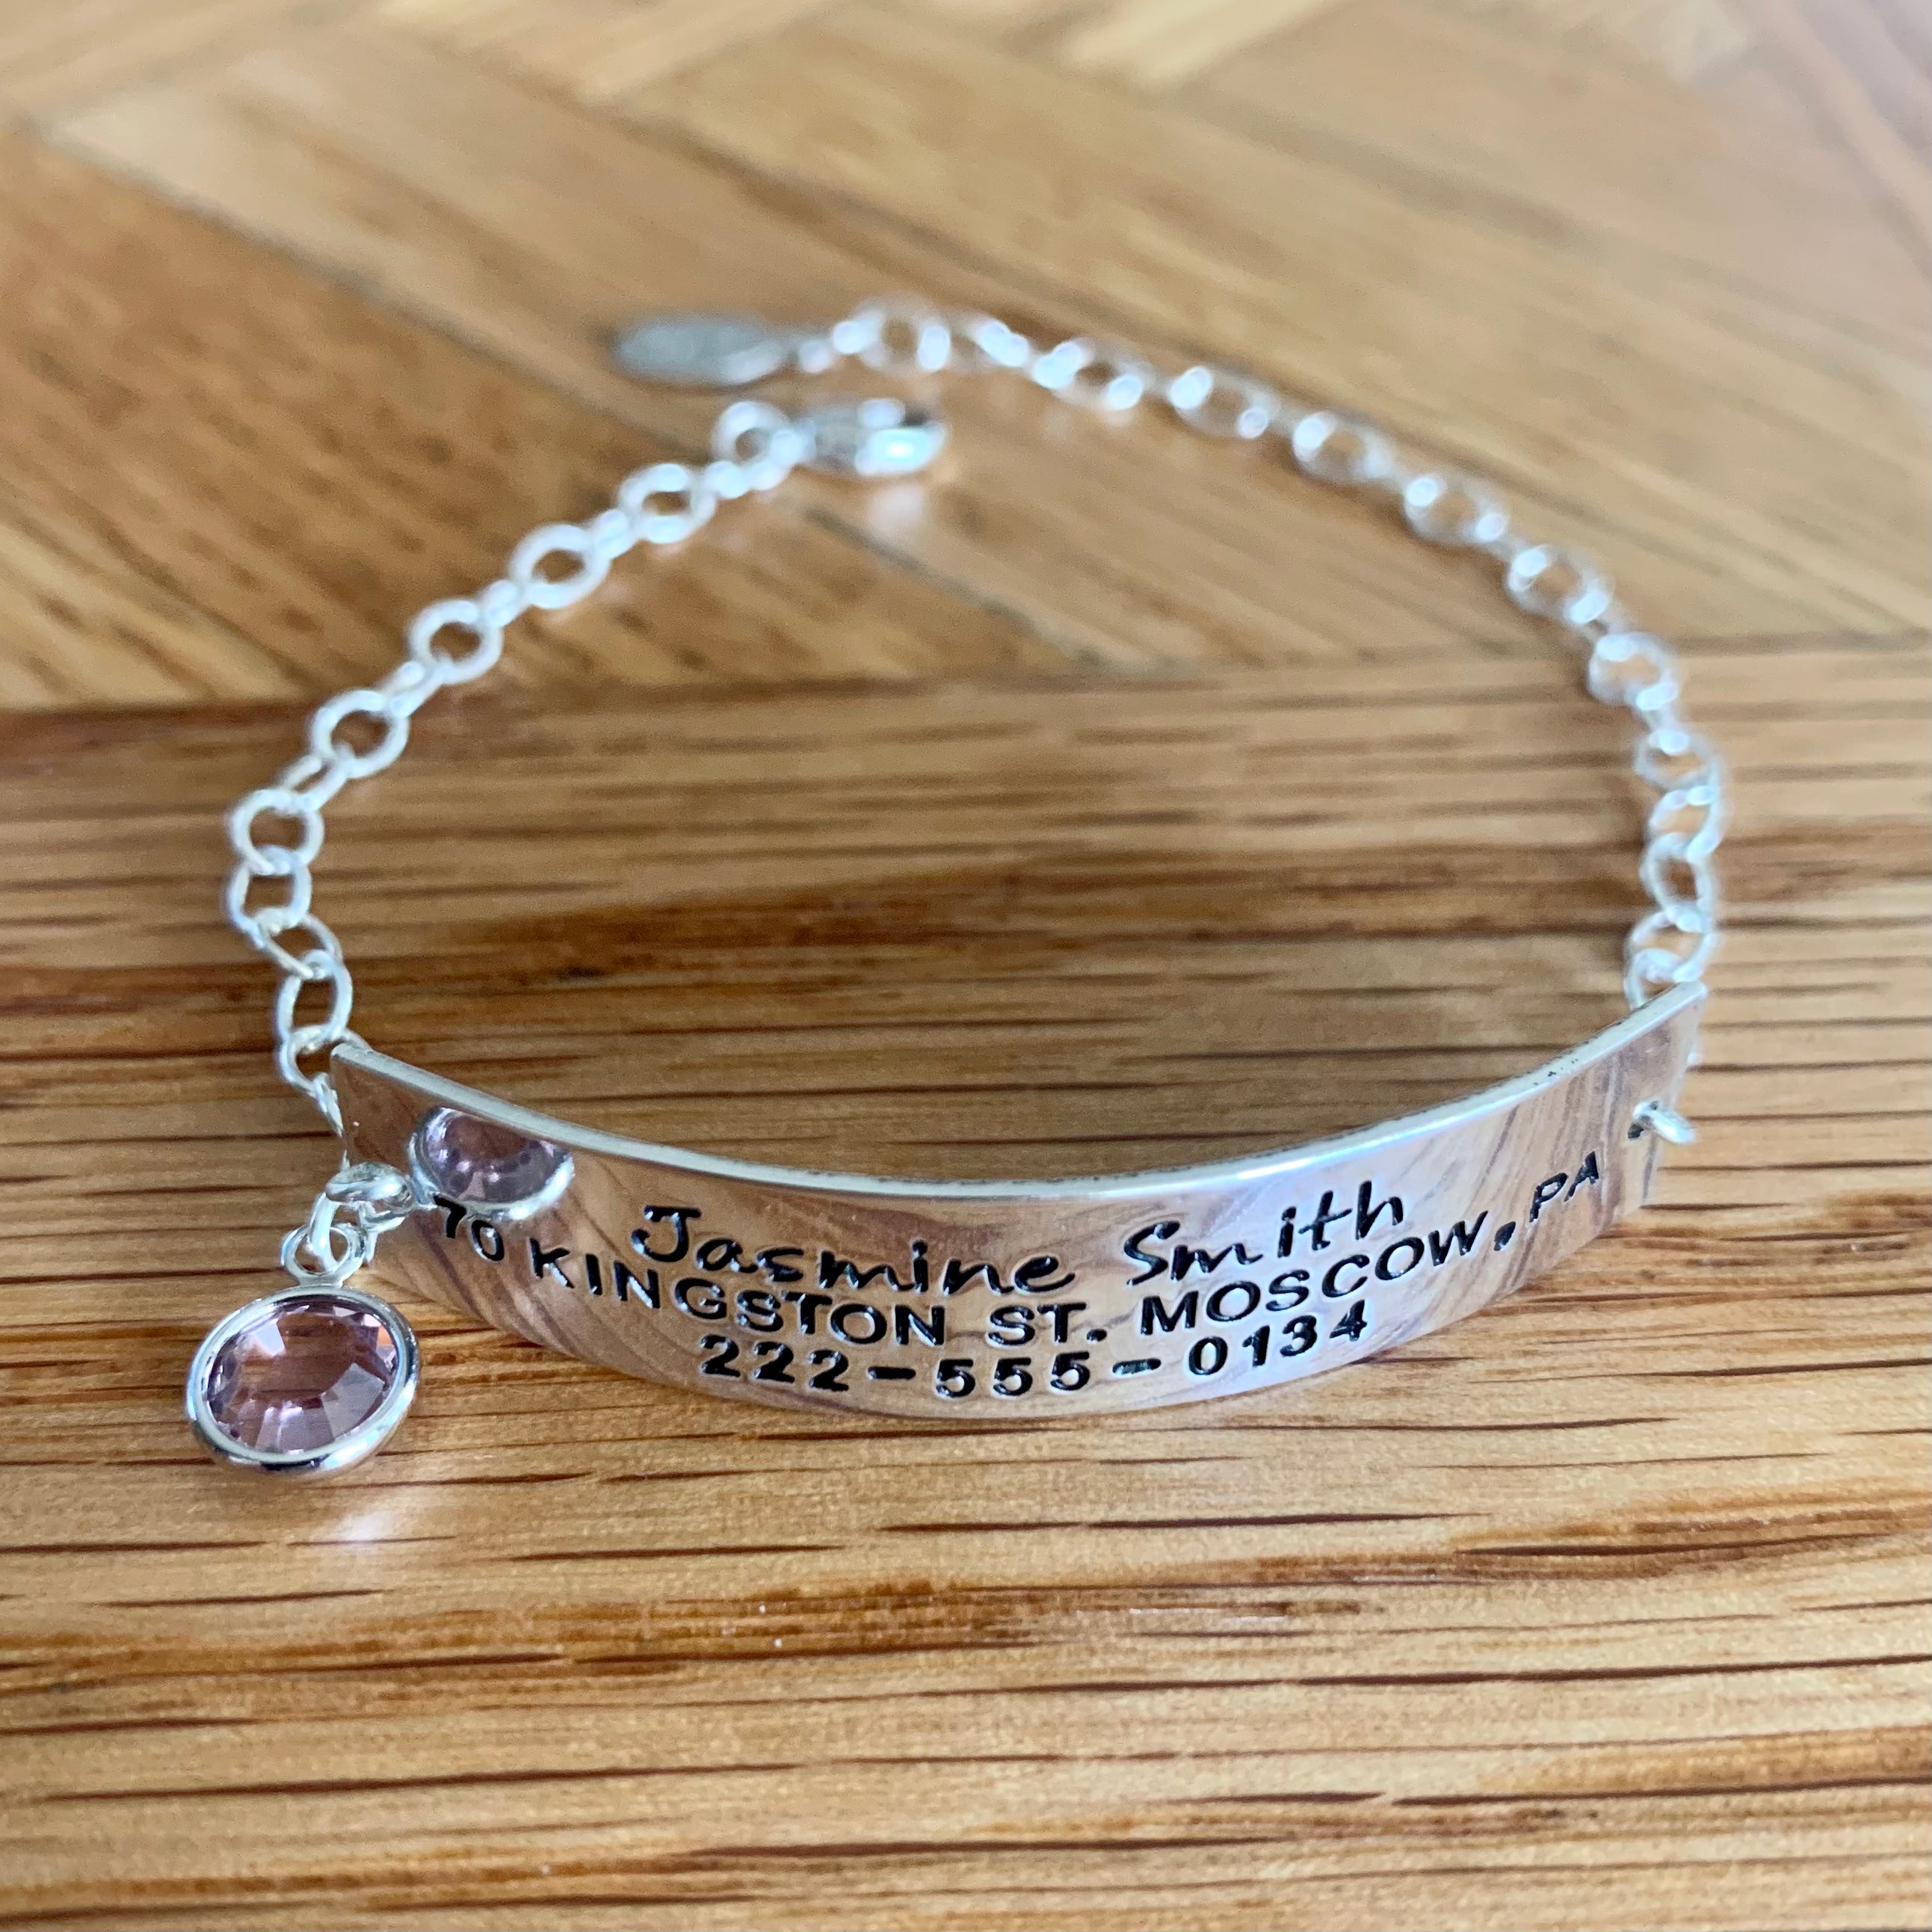 Jasmine Smith
70 KINGSTON ST. MOSCOW, PA
222-555-0134